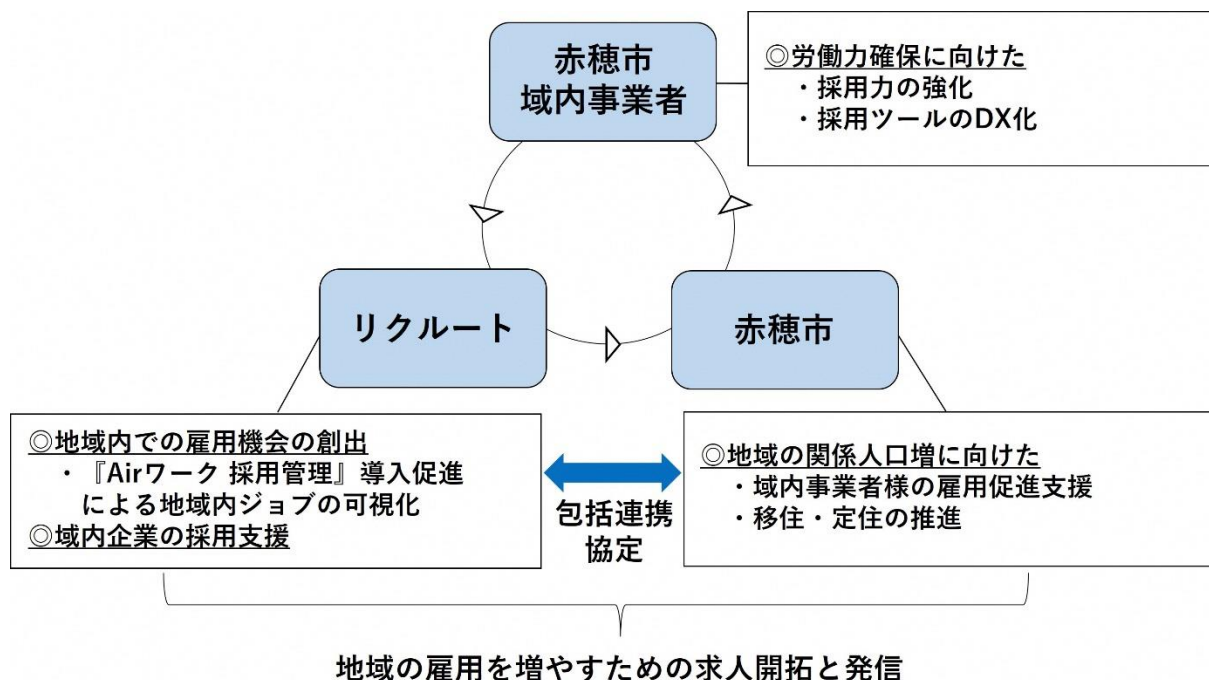 赤穂市
域内事業者
◎労働力確保に向けた
・採用力の強化
・採用ツールのDX化
リクルート
赤穂市
◎地域内での雇用機会の創出
・『Airワーク 採用管理』導入促進
による地域内ジョブの可視化
◎域内企業の採用支援
包括連携
協定
◎地域の関係人口増に向けた
・域内事業者様の雇用促進支援
・移住・定住の推進
地域の雇用を増やすための求人開拓と発信